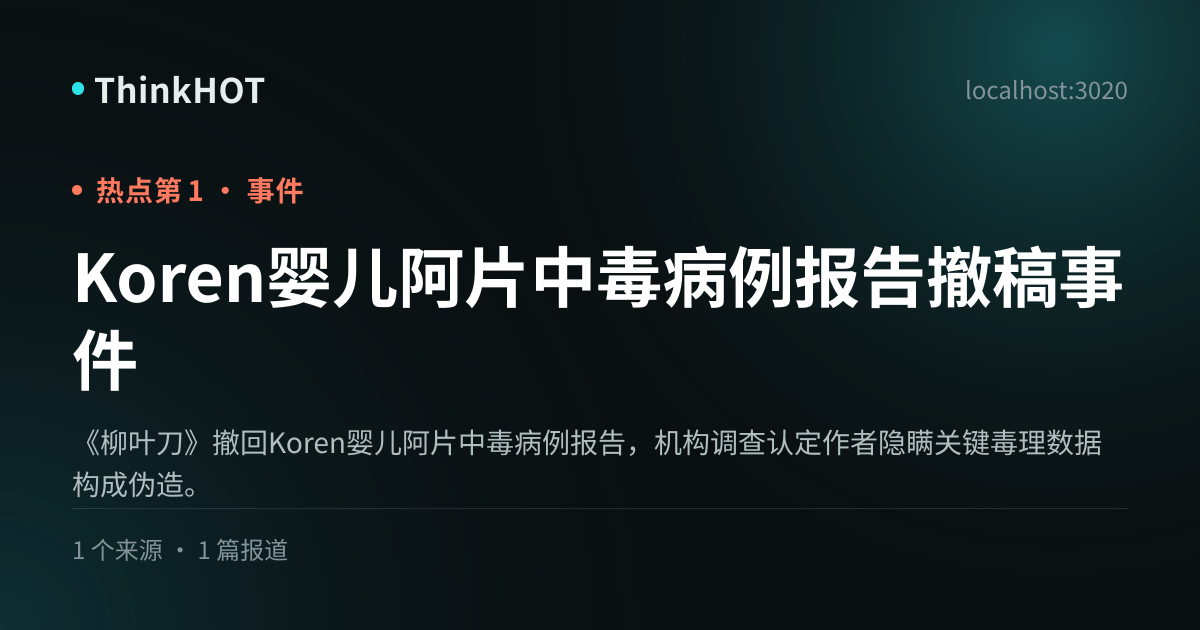 ThinkHOT
localhost:3020
热点第 1 · 事件
Koren婴儿阿片中毒病例报告撤稿事
件
《柳叶刀》撤回Koren婴儿阿片中毒病例报告，机构调查认定作者隐瞒关键毒理数据
构成伪造。
1 个来源 · 1 篇报道